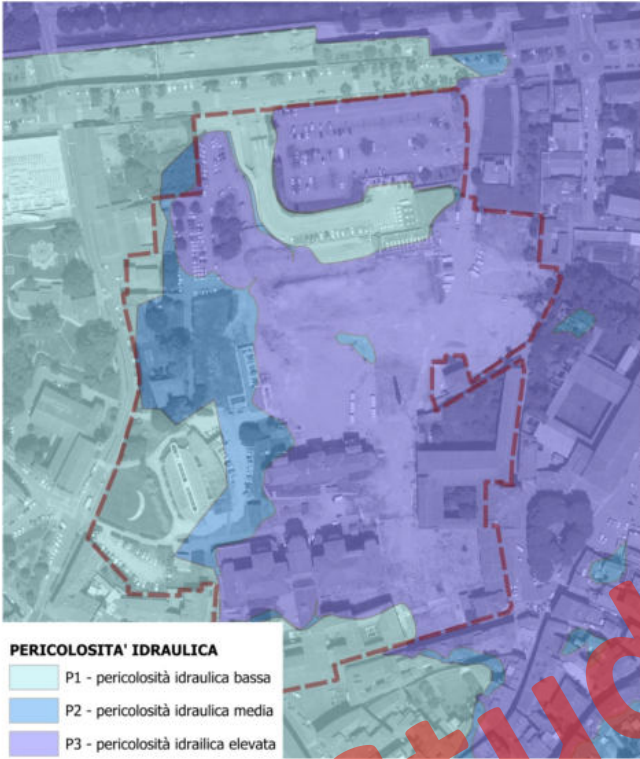 PERICOLOSITA' IDRAULICA
P1 - pericolosità idraulica bassa
P2 - pericolosità idraulica media
P3 - pericolosità idrailica elevata